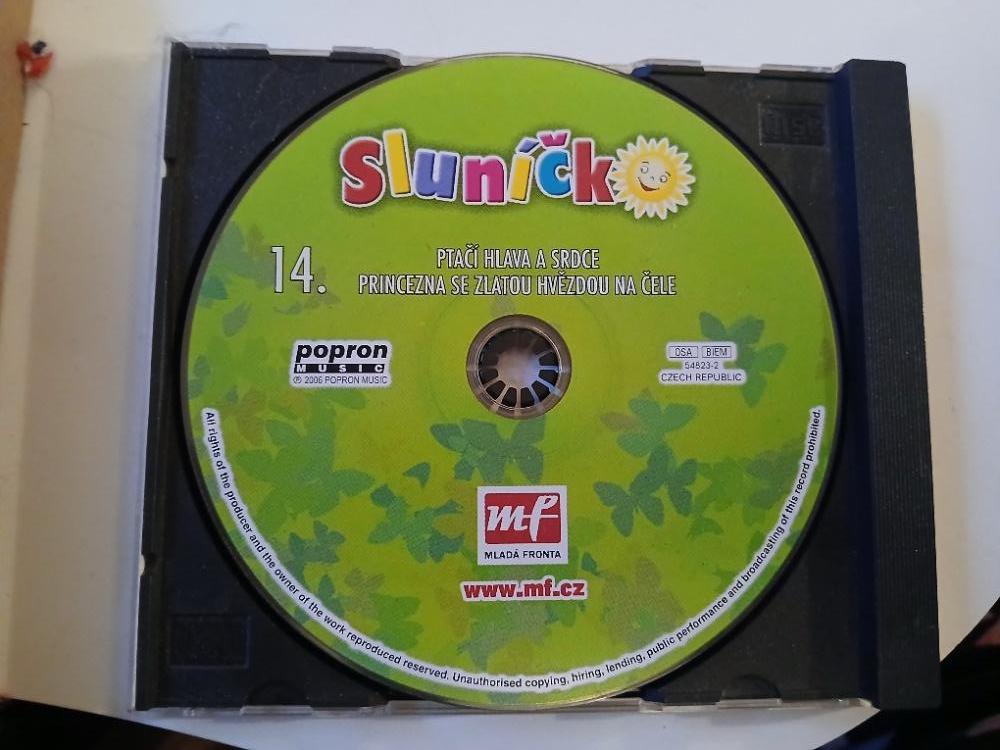 Sluníčko
14.
PTAČÍ HLAVA A SRDCE
PRINCEZNA SE ZLATOU HVĚZDOU NA ČELE
popron
MUSIC
℗ 2006 POPRON MUSIC
OSA BIEM
54823-2
CZECH REPUBLIC
mf
MLADÁ FRONTA
www.mf.cz
All rights of the producer and the owner of the work reproduced reserved. Unauthorised copying, hiring, lending, public performance and broadcasting of this record prohibited.